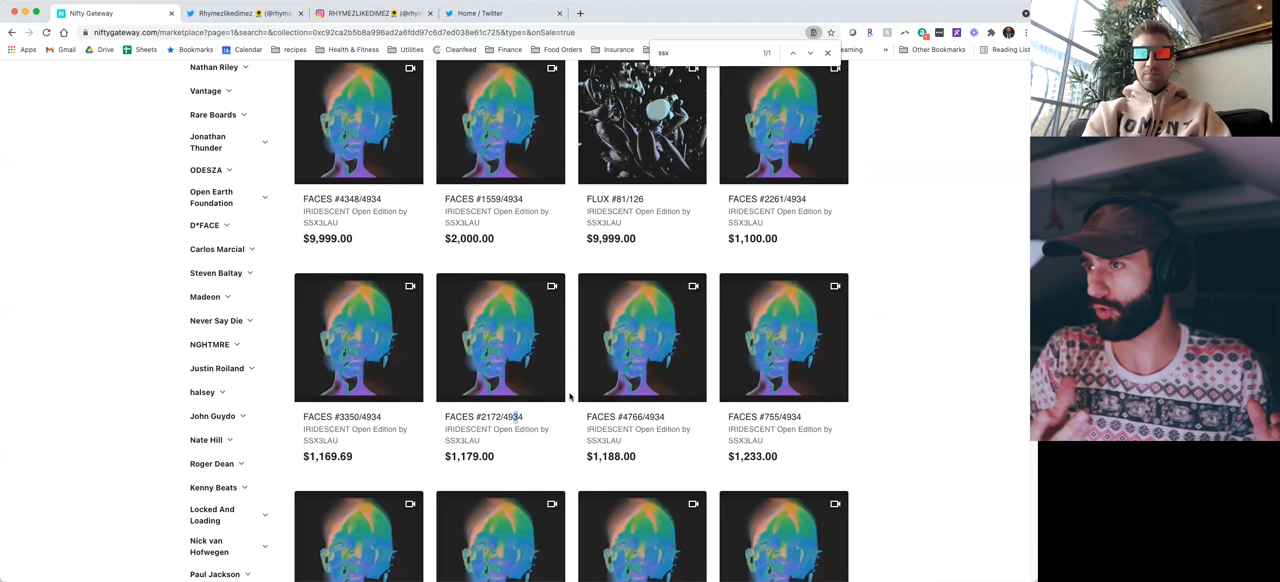 Nifty Gateway
Rhymezlikedimez 🌻 (@rhyme
RHYMEZLIKEDIMEZ🌻 (@rhyi
Home / Twitter
niftygateway.com/marketplace?page=1&search=&collection=0xc92ca2b5b8a996ad2a6fdd97c6d7ed038e61c725&type=&onSale=true
Apps
Gmail
Drive
Sheets
Bookmarks
Calendar
recipes
Health & Fitness
Utilities
Cleanfeed
Finance
Food Orders
Insurance
eaming
»
Other Bookmarks
Reading List
ssx
1/1
Nathan Riley
Vantage
Rare Boards
Jonathan
Thunder
ODESZA
Open Earth
Foundation
D*FACE
Carlos Marcial
Steven Baltay
Madeon
Never Say Die
NGHTMRE
Justin Roiland
halsey
John Guydo
Nate Hill
Roger Dean
Kenny Beats
Locked And
Loading
Nick van
Hofwegen
Paul Jackson
FACES #4348/4934
IRIDESCENT Open Edition by
SSX3LAU
$9,999.00
FACES #1559/4934
IRIDESCENT Open Edition by
SSX3LAU
$2,000.00
FLUX #81/126
IRIDESCENT Open Edition by
SSX3LAU
$9,999.00
FACES #2261/4934
IRIDESCENT Open Edition by
SSX3LAU
$1,100.00
FACES #3350/4934
IRIDESCENT Open Edition by
SSX3LAU
$1,169.69
FACES #2172/4934
IRIDESCENT Open Edition by
SSX3LAU
$1,179.00
FACES #4766/4934
IRIDESCENT Open Edition by
SSX3LAU
$1,188.00
FACES #755/4934
IRIDESCENT Open Edition by
SSX3LAU
$1,233.00